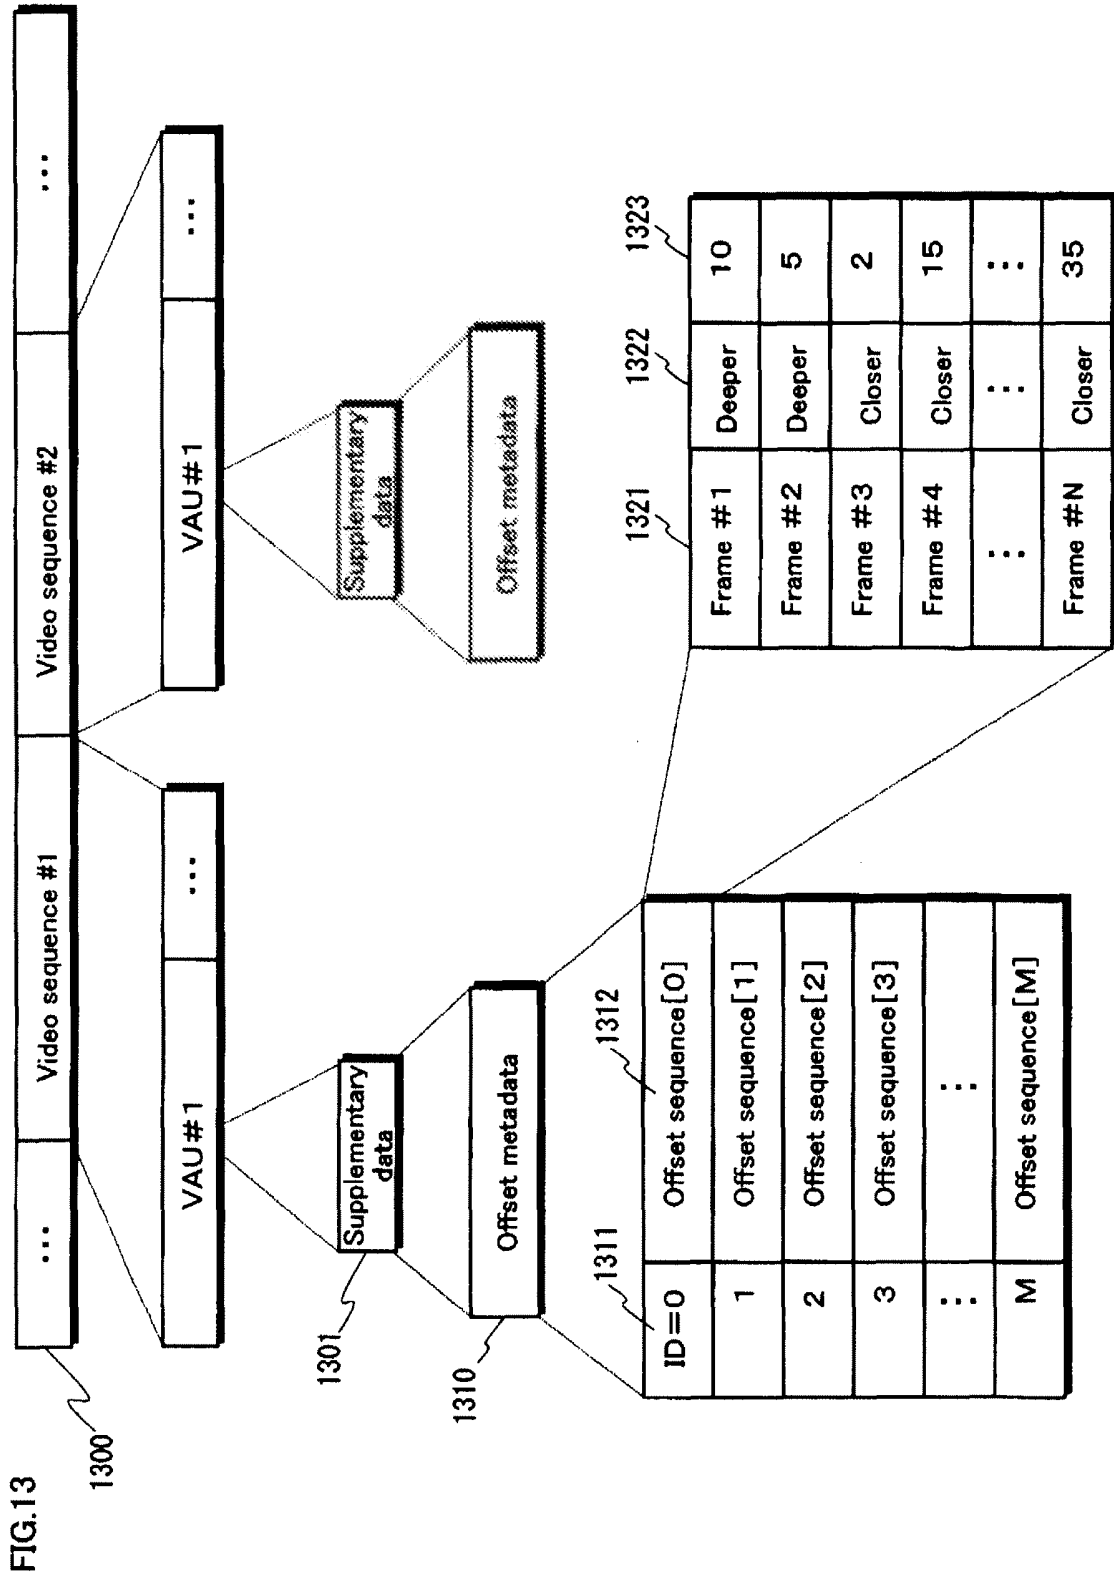 FIG.13
1300
...
Video sequence #1
Video sequence #2
...
VAU#1
...
VAU#1
...
1301
Supplementary
data
Supplementary
data
1310
Offset metadata
Offset metadata
1311
1312
ID=0
Offset sequence[0]
1
Offset sequence[1]
2
Offset sequence[2]
3
Offset sequence[3]
...
...
M
Offset sequence[M]
1321
1322
1323
Frame #1
Deeper
10
Frame #2
Deeper
5
Frame #3
Closer
2
Frame #4
Closer
15
...
...
...
Frame #N
Closer
35